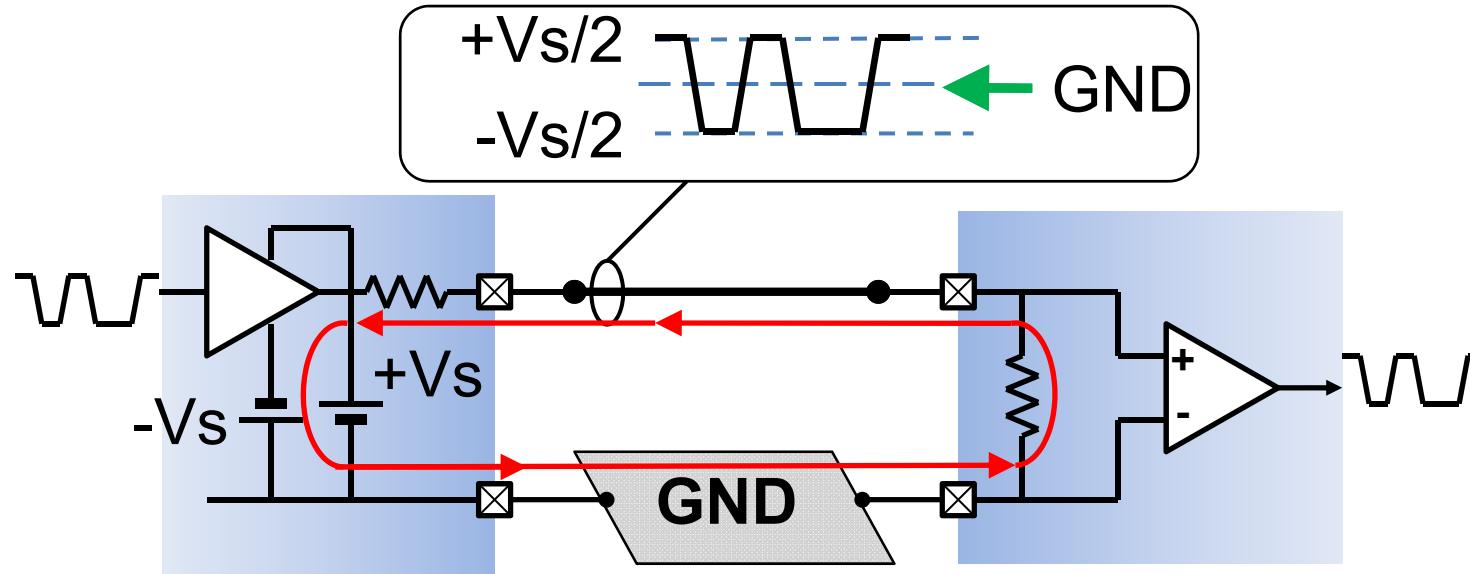 +Vs/2
GND
-Vs/2
+Vs
-Vs
+
-
GND